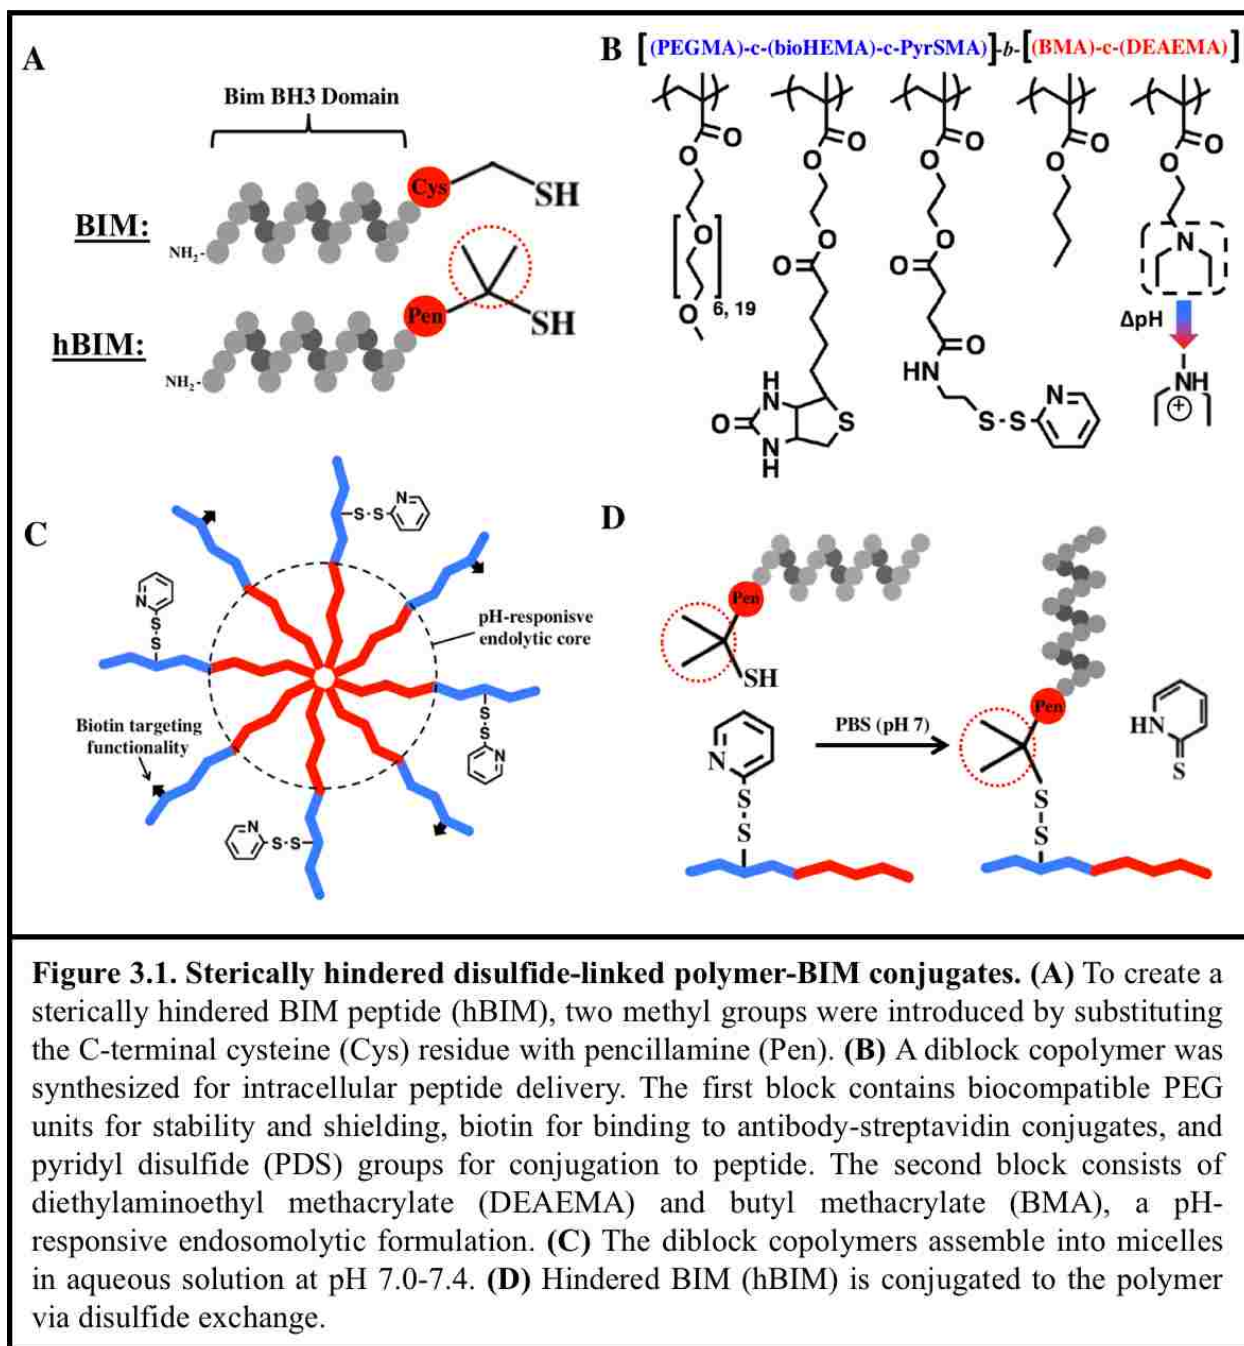 A
Bim BH3 Domain
Cys
SH
BIM:
NH2-
Pen
SH
hBIM:
NH2-
B [(PEGMA)-c-(bioHEMA)-c-PyrSMA)]-b-[(BMA)-c-(DEAEMA)]
O
O
O
O
O
O
O
O
O
O
O
O
O
6, 19
O
O
O
O
HN
O
S-S
N
H
N
O
N
H
S
N
ΔpH
NH
+
C
N
S-S
N
S
S
pH-responisve
endolytic core
Biotin targeting
functionality
S
S
N
N
S-S
D
Pen
SH
N
S
S
PBS (pH 7)
Pen
S
S
HN
S
Figure 3.1. Sterically hindered disulfide-linked polymer-BIM conjugates. (A) To create a
sterically hindered BIM peptide (hBIM), two methyl groups were introduced by substituting
the C-terminal cysteine (Cys) residue with pencillamine (Pen). (B) A diblock copolymer was
synthesized for intracellular peptide delivery. The first block contains biocompatible PEG
units for stability and shielding, biotin for binding to antibody-streptavidin conjugates, and
pyridyl disulfide (PDS) groups for conjugation to peptide. The second block consists of
diethylaminoethyl methacrylate (DEAEMA) and butyl methacrylate (BMA), a pH-
responsive endosomolytic formulation. (C) The diblock copolymers assemble into micelles
in aqueous solution at pH 7.0-7.4. (D) Hindered BIM (hBIM) is conjugated to the polymer
via disulfide exchange.